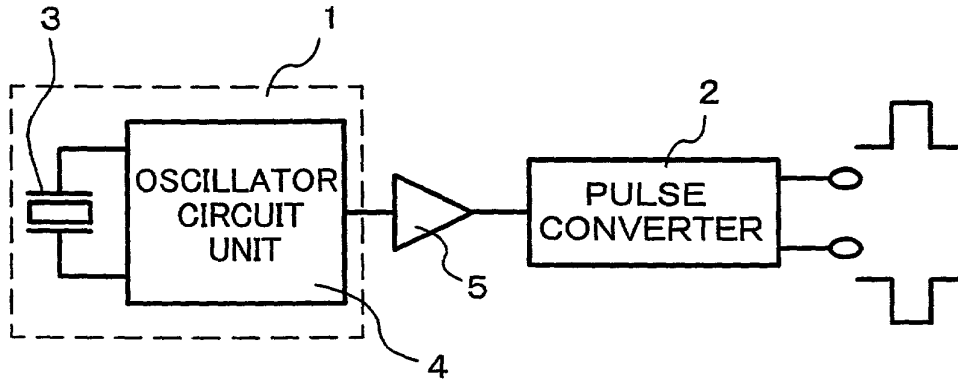 1
3
2
OSCILLATOR
CIRCUIT
UNIT
PULSE
CONVERTER
5
4